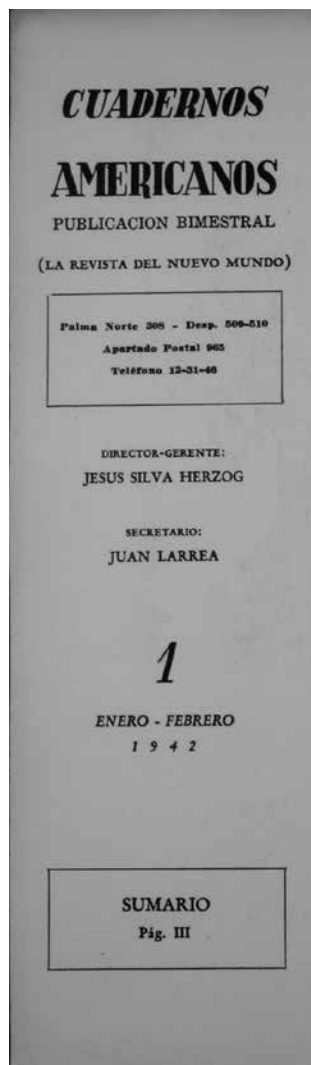 CUADERNOS
AMERICANOS
PUBLICACION BIMESTRAL
(LA REVISTA DEL NUEVO MUNDO)
Palma Norte 308 - Desp. 509-510
Apartado Postal 965
Teléfono 12-31-46
DIRECTOR-GERENTE:
JESUS SILVA HERZOG
SECRETARIO:
JUAN LARREA
1
ENERO - FEBRERO
1 9 4 2
SUMARIO
Pág. III